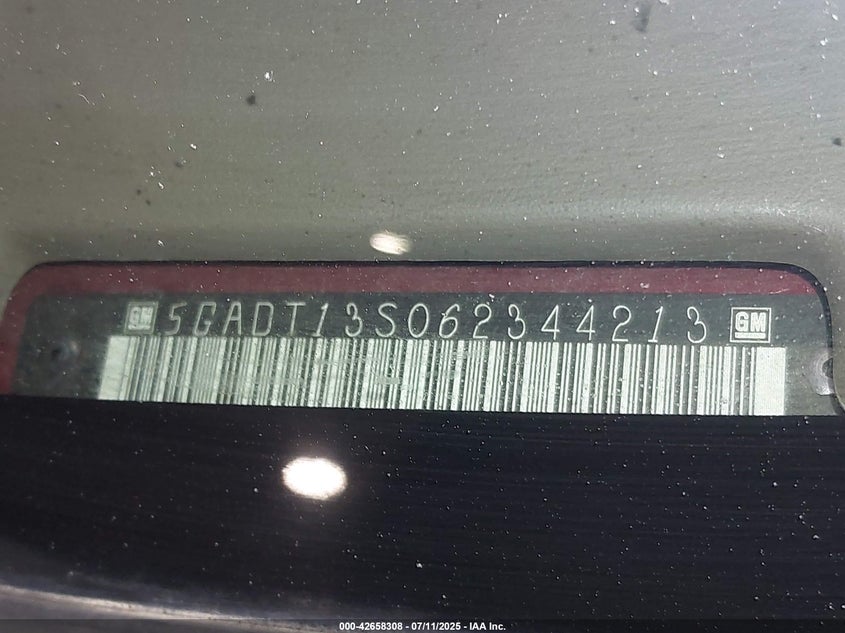 GM 5GADT13S062344213 GM
000-42658308 - 07/11/2025 - IAA Inc.